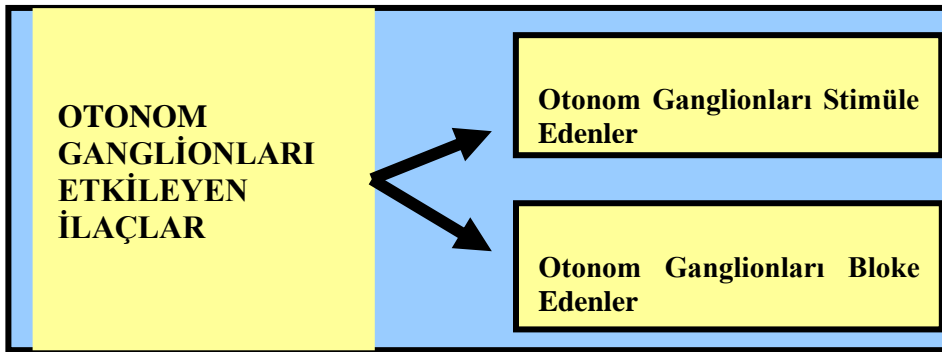 OTONOM
GANGLİONLARI
ETKİLEYEN
İLAÇLAR
Otonom Ganglionları Stimüle
Edenler
Otonom Ganglionları Bloke
Edenler